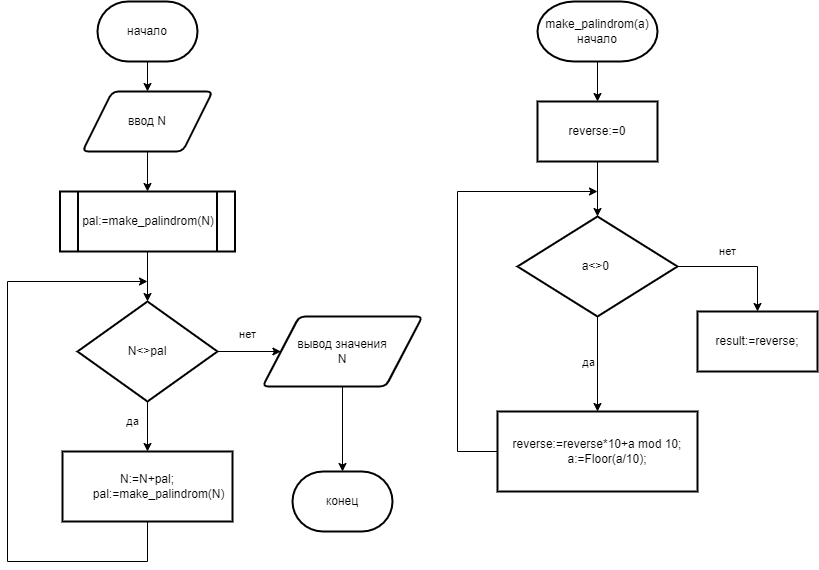 начало
ввод N
pal:=make_palindrom(N)
N<>pal
нет
да
вывод значения
N
N:=N+pal;
pal:=make_palindrom(N)
конец
make_palindrom(a)
начало
reverse:=0
a<>0
нет
да
result:=reverse;
reverse:=reverse*10+a mod 10;
a:=Floor(a/10);